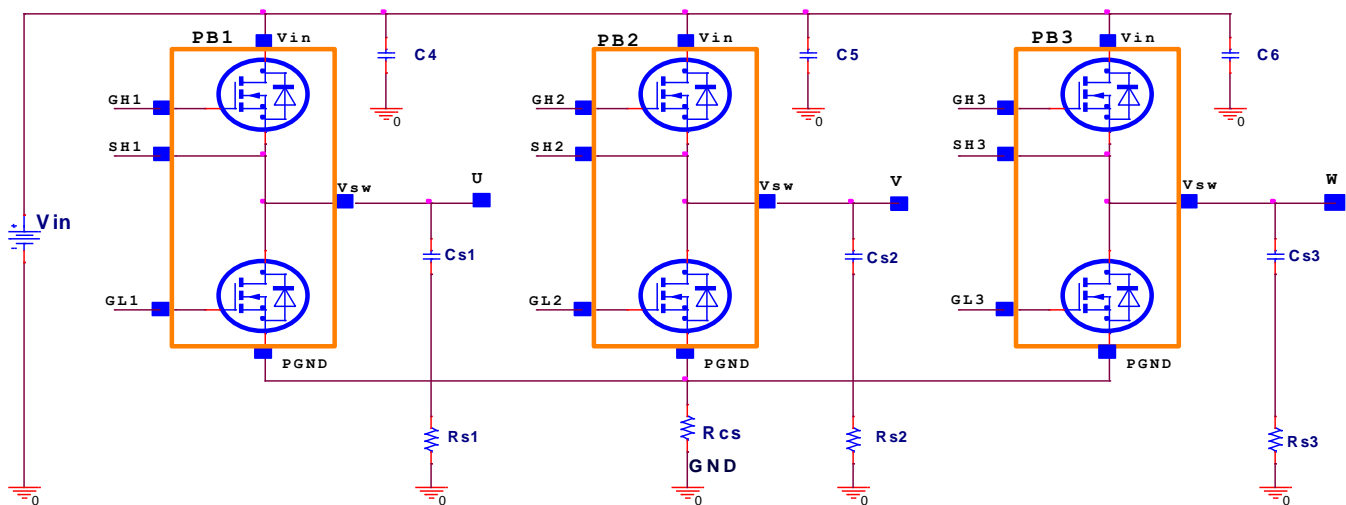 PB1 Vin C4 PB2 Vin C5 PB3 Vin C6
GH1 0 GH2 0 GH3 0
SH1 SH2 SH3
Vsw U Vsw V Vsw W
+ Vin -
Cs1 Cs2 Cs3
GL1 GL2 GL3
PGND PGND PGND
Rs1 Rcs Rs2 Rs3
GND
0 0 0 0 0